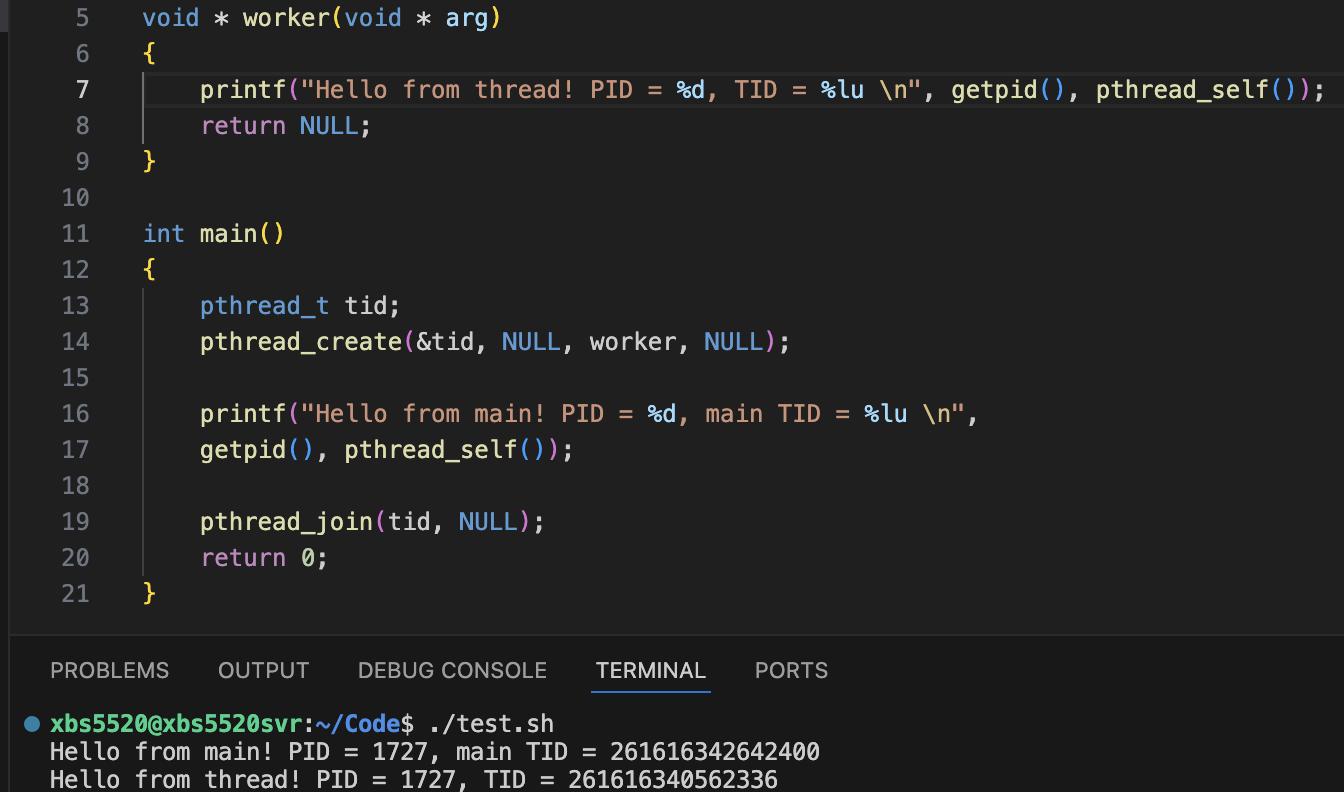 5 void * worker(void * arg)
6 {
7 printf("Hello from thread! PID = %d, TID = %lu \n", getpid(), pthread_self());
8 return NULL;
9 }
10
11 int main()
12 {
13 pthread_t tid;
14 pthread_create(&tid, NULL, worker, NULL);
15
16 printf("Hello from main! PID = %d, main TID = %lu \n",
17 getpid(), pthread_self());
18
19 pthread_join(tid, NULL);
20 return 0;
21 }
PROBLEMS OUTPUT DEBUG CONSOLE TERMINAL PORTS
xbs5520@xbs5520svr:~/Code$ ./test.sh
Hello from main! PID = 1727, main TID = 261616342642400
Hello from thread! PID = 1727, TID = 261616340562336